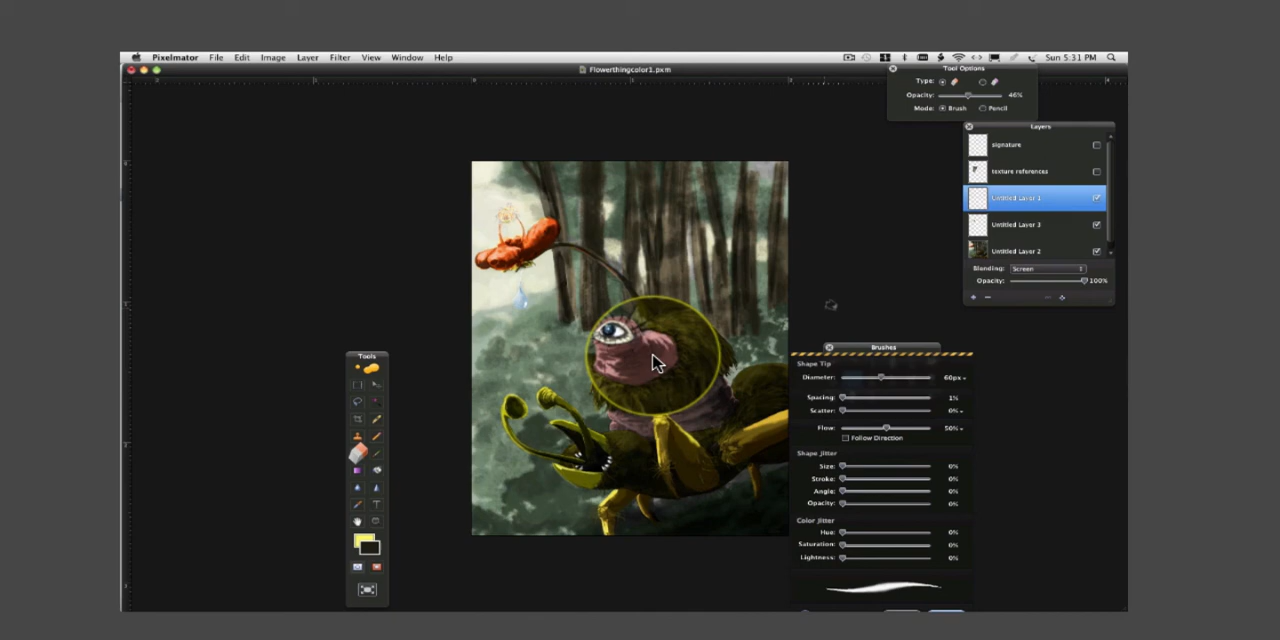 Pixelmator File Edit Image Layer Filter View Window Help Sun 5:31 PM
Flowerthingcolor1.pxm
Tool Options
Type:
Opacity: 46%
Mode: Brush Pencil
Layers
signature
texture references
Untitled Layer 1
Untitled Layer 3
Untitled Layer 2
Blending: Screen
Opacity: 100%
Tools
Brushes
Shape Tip
Diameter: 60px
Spacing: 1%
Scatter: 0%
Flow: 50%
Follow Direction
Shape Jitter
Size: 0%
Stroke: 0%
Angle: 0%
Opacity: 0%
Color Jitter
Hue: 0%
Saturation: 0%
Lightness: 0%